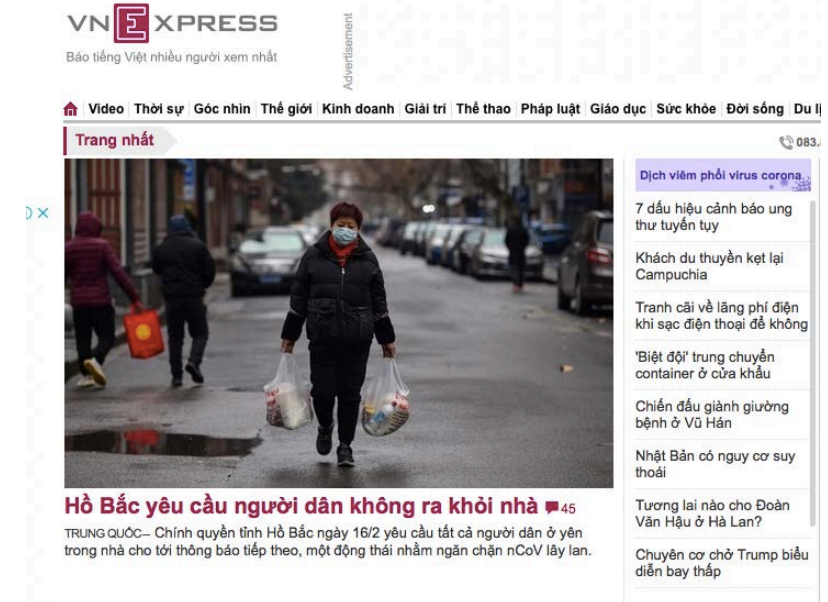 VNEXPRESS
Báo tiếng Việt nhiều người xem nhất
Advertisement
Video Thời sự Góc nhìn Thế giới Kinh doanh Giải trí Thể thao Pháp luật Giáo dục Sức khỏe Đời sống Du lị
Trang nhất
083.
Dịch viêm phổi virus corona
7 dấu hiệu cảnh báo ung
thư tuyến tụy
Khách du thuyền kẹt lại
Campuchia
Tranh cãi về lãng phí điện
khi sạc điện thoại để không
'Biệt đội' trung chuyển
container ở cửa khẩu
Chiến đấu giành giường
bệnh ở Vũ Hán
Nhật Bản có nguy cơ suy
thoái
Tương lai nào cho Đoàn
Văn Hậu ở Hà Lan?
Chuyên cơ chở Trump biểu
diễn bay thấp
Hồ Bắc yêu cầu người dân không ra khỏi nhà 45
TRUNG QUỐC– Chính quyền tỉnh Hồ Bắc ngày 16/2 yêu cầu tất cả người dân ở yên
trong nhà cho tới thông báo tiếp theo, một động thái nhằm ngăn chặn nCoV lây lan.